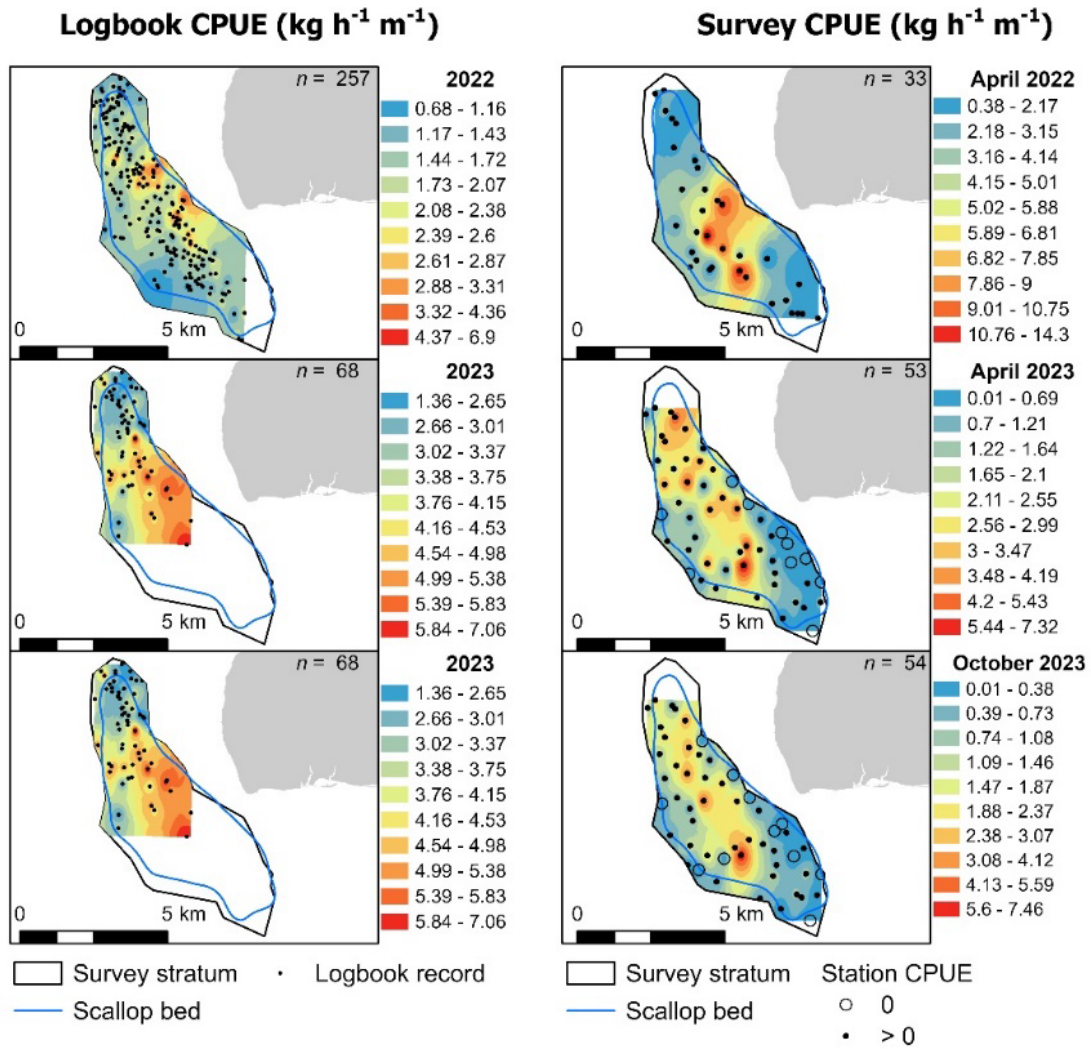 Logbook CPUE (kg h⁻¹ m⁻¹)
n = 257
2022
0.68 - 1.16
1.17 - 1.43
1.44 - 1.72
1.73 - 2.07
2.08 - 2.38
2.39 - 2.6
2.61 - 2.87
2.88 - 3.31
3.32 - 4.36
4.37 - 6.9
0
5 km
n = 68
2023
1.36 - 2.65
2.66 - 3.01
3.02 - 3.37
3.38 - 3.75
3.76 - 4.15
4.16 - 4.53
4.54 - 4.98
4.99 - 5.38
5.39 - 5.83
5.84 - 7.06
0
5 km
n = 68
2023
1.36 - 2.65
2.66 - 3.01
3.02 - 3.37
3.38 - 3.75
3.76 - 4.15
4.16 - 4.53
4.54 - 4.98
4.99 - 5.38
5.39 - 5.83
5.84 - 7.06
0
5 km
Survey stratum
Logbook record
Scallop bed
Survey CPUE (kg h⁻¹ m⁻¹)
n = 33
April 2022
0.38 - 2.17
2.18 - 3.15
3.16 - 4.14
4.15 - 5.01
5.02 - 5.88
5.89 - 6.81
6.82 - 7.85
7.86 - 9
9.01 - 10.75
10.76 - 14.3
0
5 km
n = 53
April 2023
0.01 - 0.69
0.7 - 1.21
1.22 - 1.64
1.65 - 2.1
2.11 - 2.55
2.56 - 2.99
3 - 3.47
3.48 - 4.19
4.2 - 5.43
5.44 - 7.32
0
5 km
n = 54
October 2023
0.01 - 0.38
0.39 - 0.73
0.74 - 1.08
1.09 - 1.46
1.47 - 1.87
1.88 - 2.37
2.38 - 3.07
3.08 - 4.12
4.13 - 5.59
5.6 - 7.46
0
5 km
Survey stratum
Scallop bed
Station CPUE
0
> 0